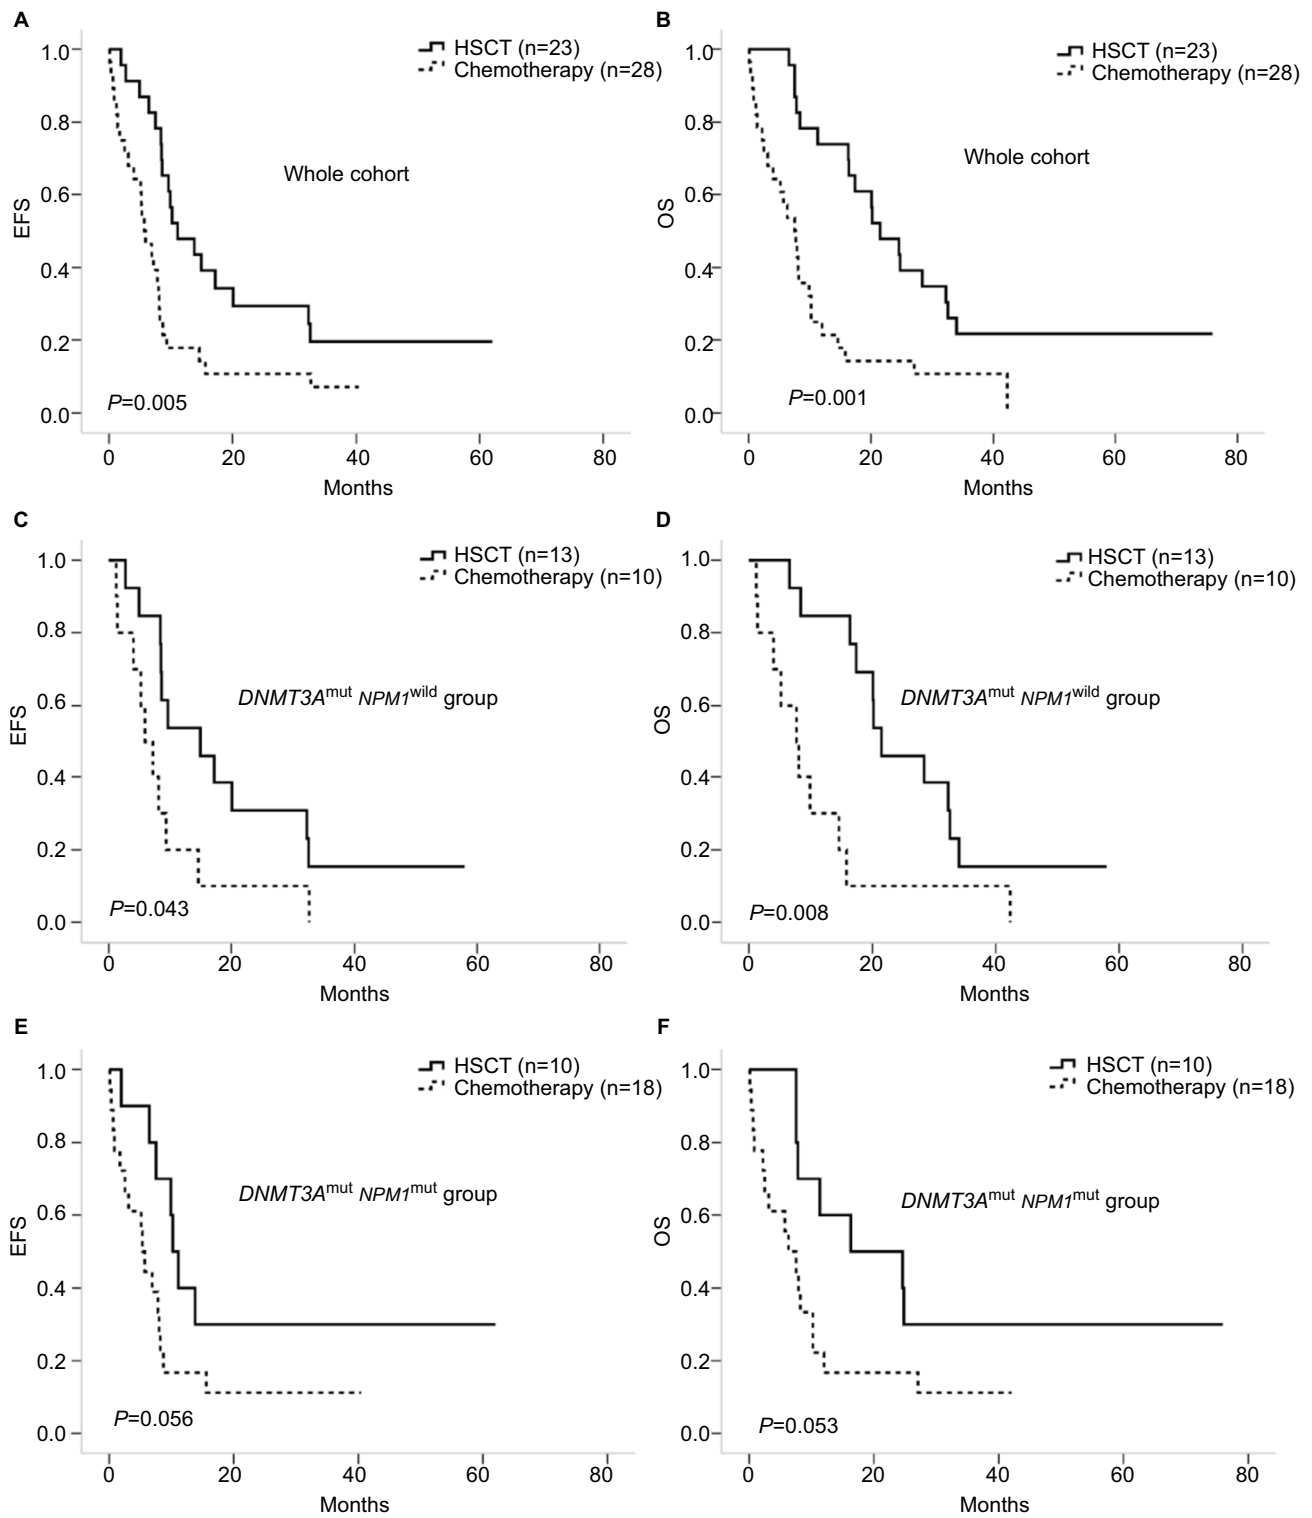 A
EFS
1.0
0.8
0.6
0.4
0.2
0.0
HSCT (n=23)
Chemotherapy (n=28)
Whole cohort
P=0.005
0 20 40 60 80
Months
B
OS
1.0
0.8
0.6
0.4
0.2
0.0
HSCT (n=23)
Chemotherapy (n=28)
Whole cohort
P=0.001
0 20 40 60 80
Months
C
EFS
1.0
0.8
0.6
0.4
0.2
0.0
HSCT (n=13)
Chemotherapy (n=10)
DNMT3Amut NPM1wild group
P=0.043
0 20 40 60 80
Months
D
OS
1.0
0.8
0.6
0.4
0.2
0.0
HSCT (n=13)
Chemotherapy (n=10)
DNMT3Amut NPM1wild group
P=0.008
0 20 40 60 80
Months
E
EFS
1.0
0.8
0.6
0.4
0.2
0.0
HSCT (n=10)
Chemotherapy (n=18)
DNMT3Amut NPM1mut group
P=0.056
0 20 40 60 80
Months
F
OS
1.0
0.8
0.6
0.4
0.2
0.0
HSCT (n=10)
Chemotherapy (n=18)
DNMT3Amut NPM1mut group
P=0.053
0 20 40 60 80
Months